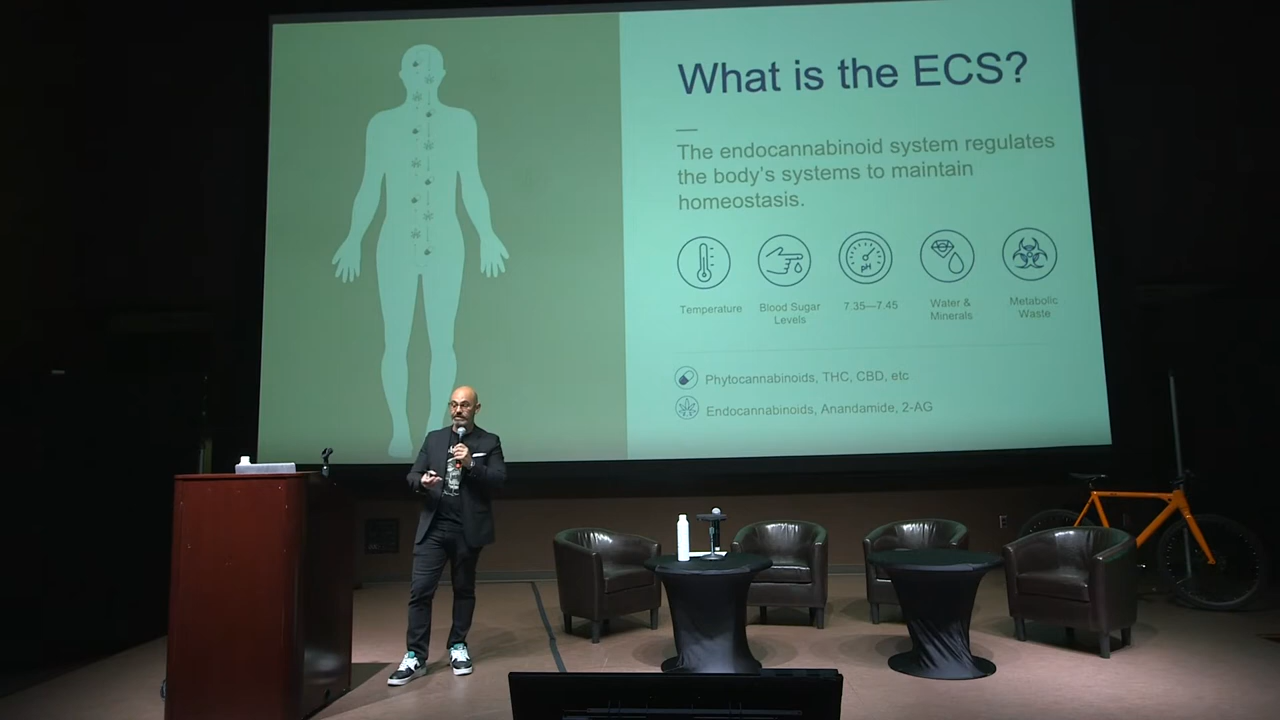 What is the ECS?
The endocannabinoid system regulates
the body's systems to maintain
homeostasis.
pH
Temperature
Blood Sugar
Levels
7.35—7.45
Water &
Minerals
Metabolic
Waste
Phytocannabinoids, THC, CBD, etc
Endocannabinoids, Anandamide, 2-AG